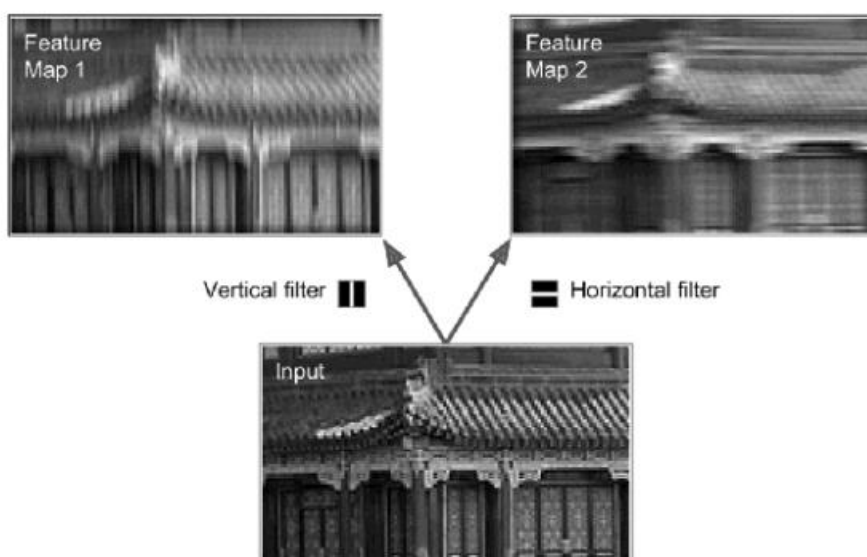 Feature
Map 1
Feature
Map 2
Vertical filter
Horizontal filter
Input